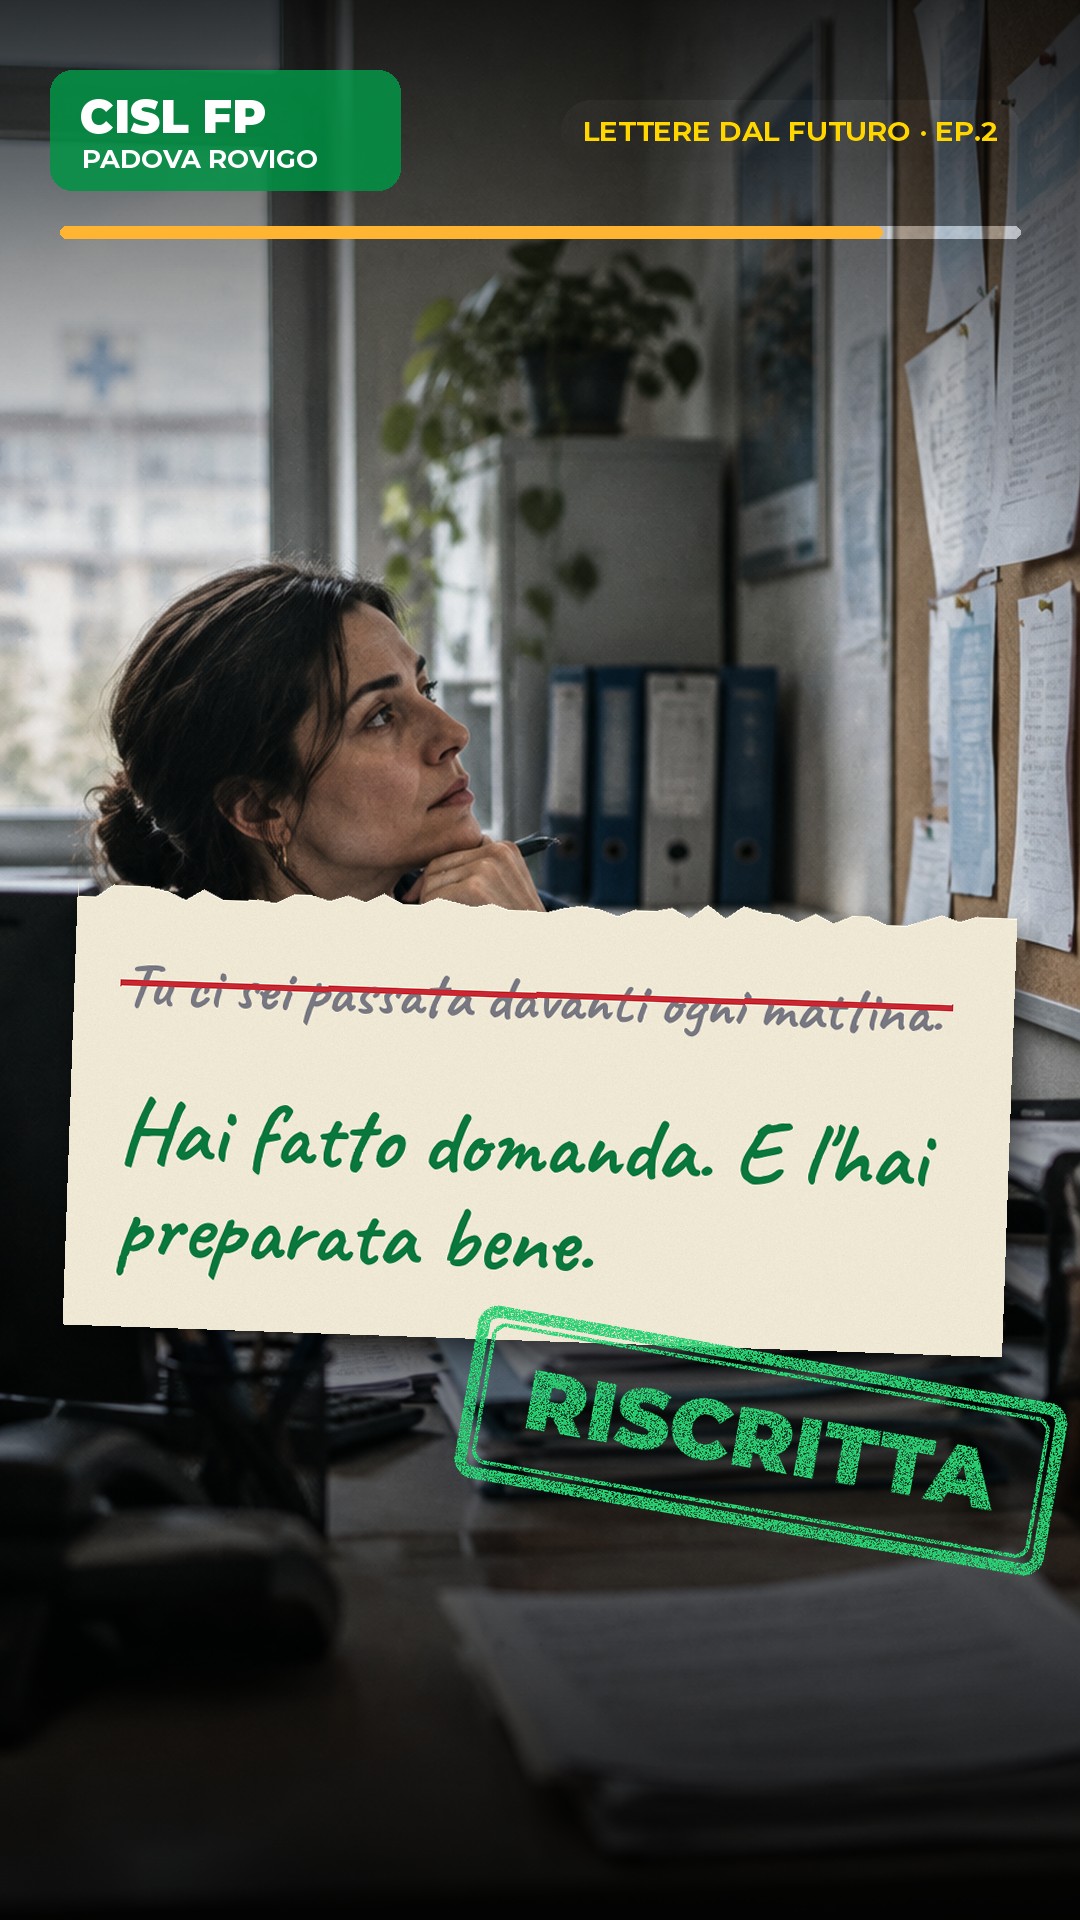 CISL FP
PADOVA ROVIGO
LETTERE DAL FUTURO · EP.2
Tu ci sei passata davanti ogni mattina.
Hai fatto domanda. E l'hai
preparata bene.
RISCRITTA